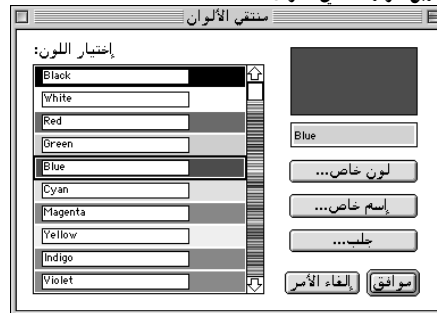 منتقي الألوان
إختيار اللون:
Black
White
Red
Green
Blue
Cyan
Magenta
Yellow
Indigo
Violet
Blue
لون خاص...
إسم خاص...
جلب...
موافق
إلغاء الأمر